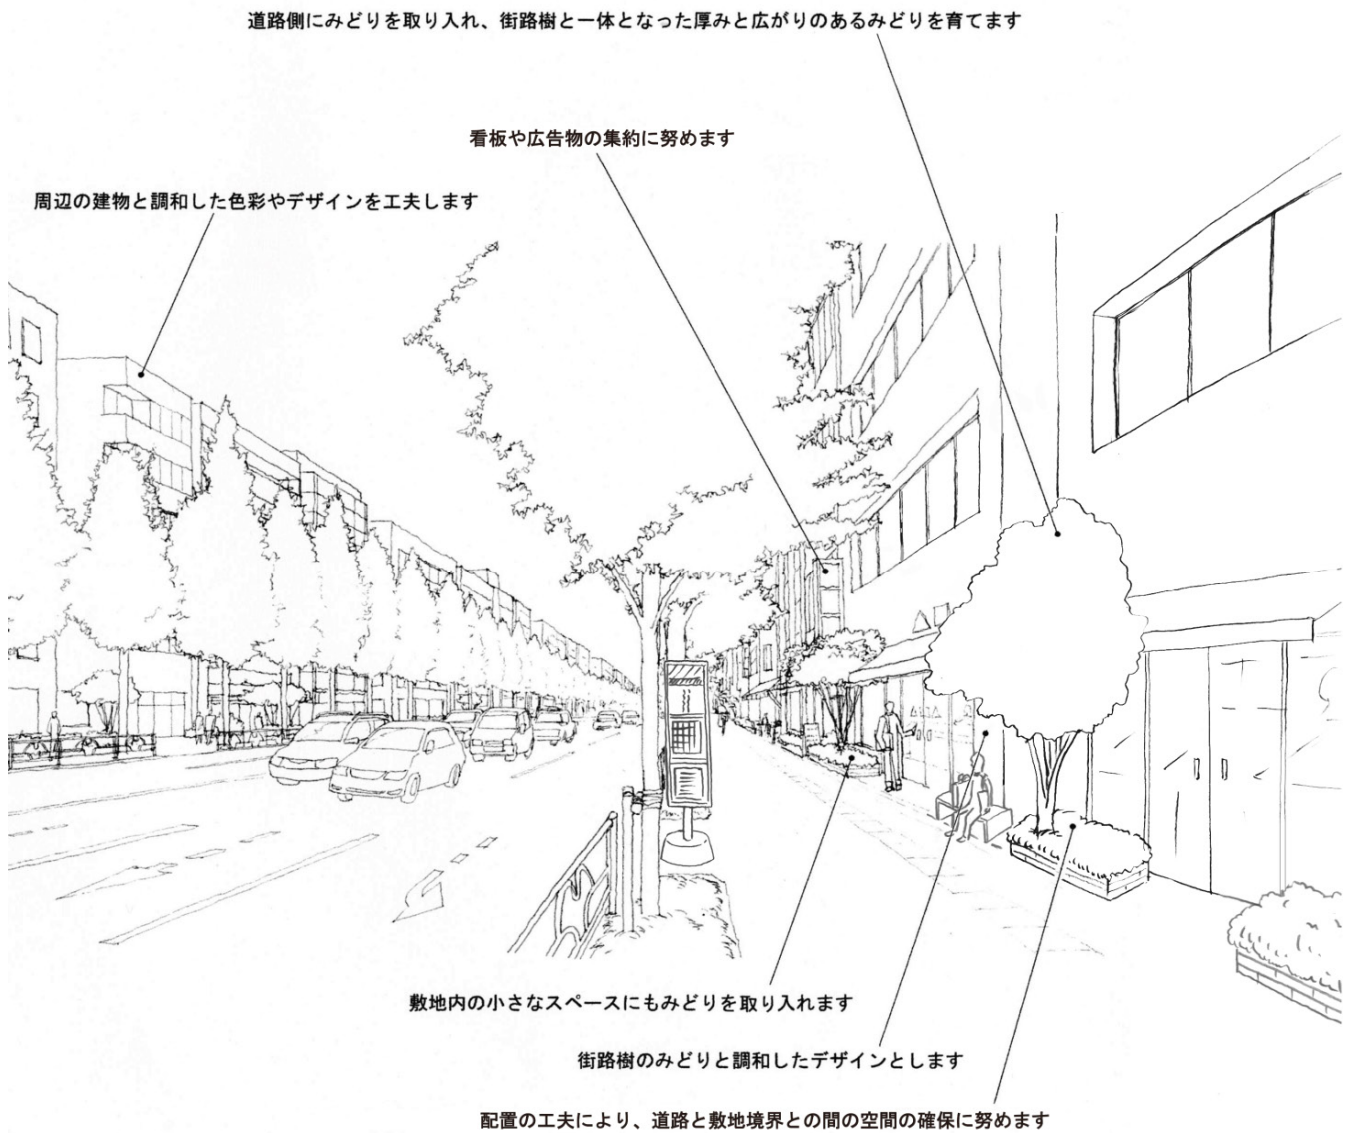 道路側にみどりを取り入れ、街路樹と一体となった厚みと広がりのあるみどりを育てます
看板や広告物の集約に努めます
周辺の建物と調和した色彩やデザインを工夫します
敷地内の小さなスペースにもみどりを取り入れます
街路樹のみどりと調和したデザインとします
配置の工夫により、道路と敷地境界との間の空間の確保に努めます